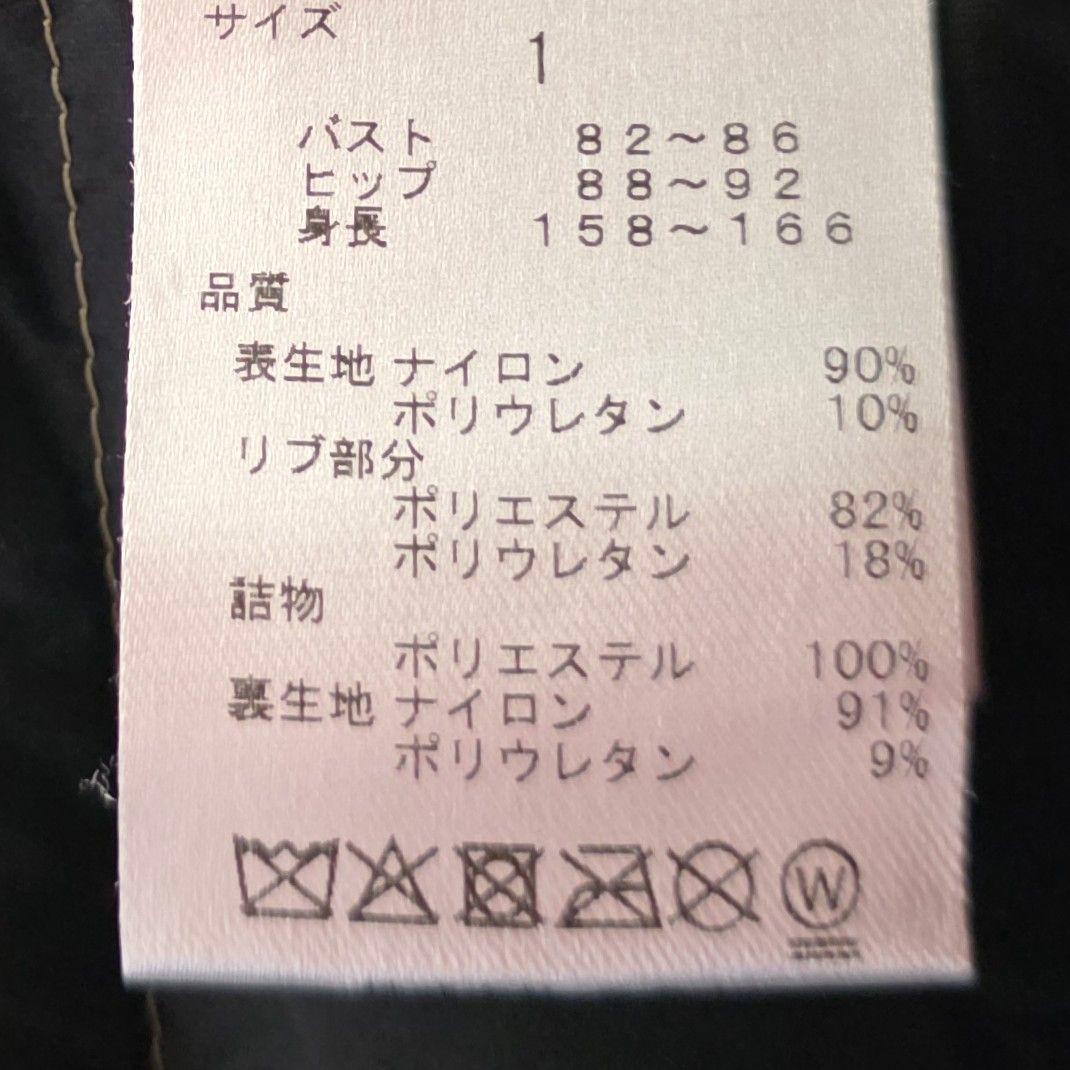 サイズ
1
バスト 82～86
ヒップ 88～92
身長 158～166
品質
表生地 ナイロン 90%
ポリウレタン 10%
リブ部分
ポリエステル 82%
ポリウレタン 18%
詰物
ポリエステル 100%
裏生地 ナイロン 91%
ポリウレタン 9%
W